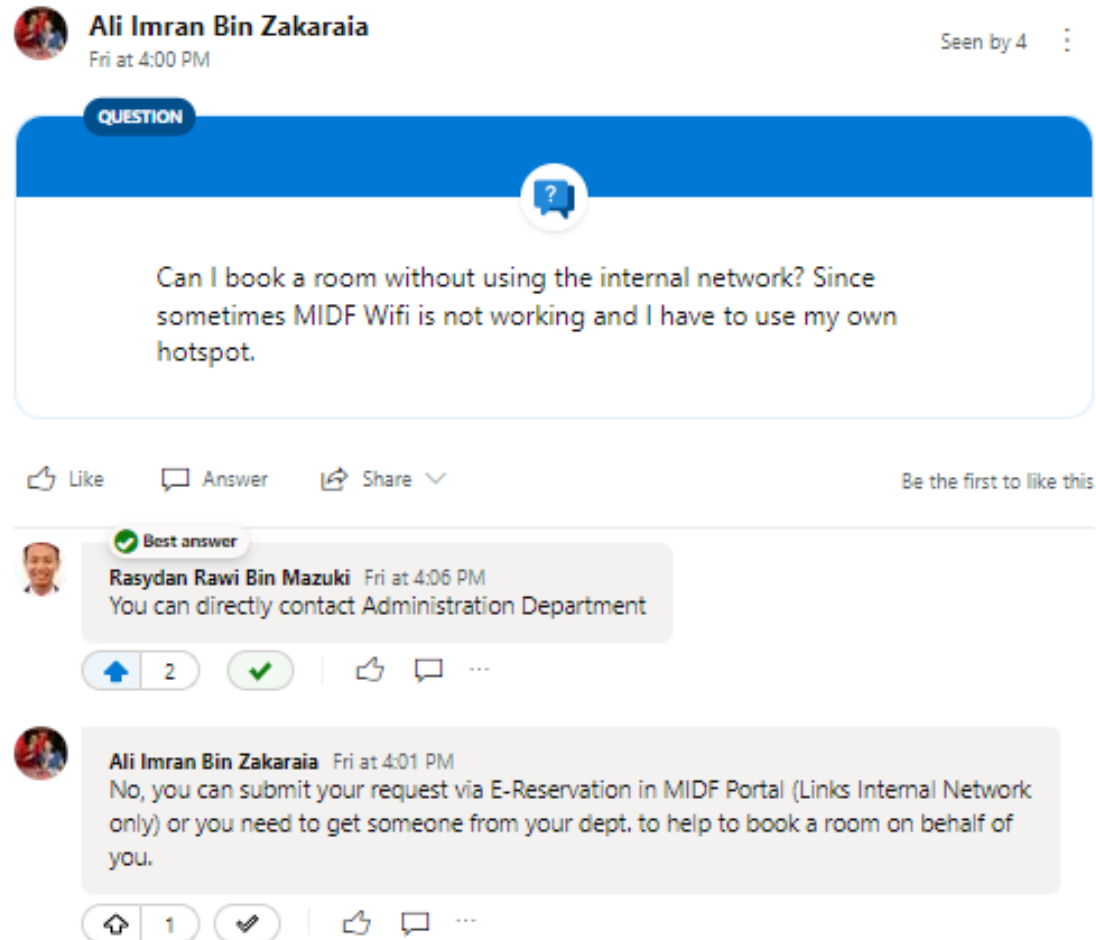 Ali Imran Bin Zakaraia
Fri at 4:00 PM
Seen by 4
QUESTION
?
Can I book a room without using the internal network? Since
sometimes MIDF Wifi is not working and I have to use my own
hotspot.
Like
Answer
Share
Be the first to like this
Best answer
Rasydan Rawi Bin Mazuki Fri at 4:06 PM
You can directly contact Administration Department
2
Ali Imran Bin Zakaraia Fri at 4:01 PM
No, you can submit your request via E-Reservation in MIDF Portal (Links Internal Network
only) or you need to get someone from your dept. to help to book a room on behalf of
you.
1